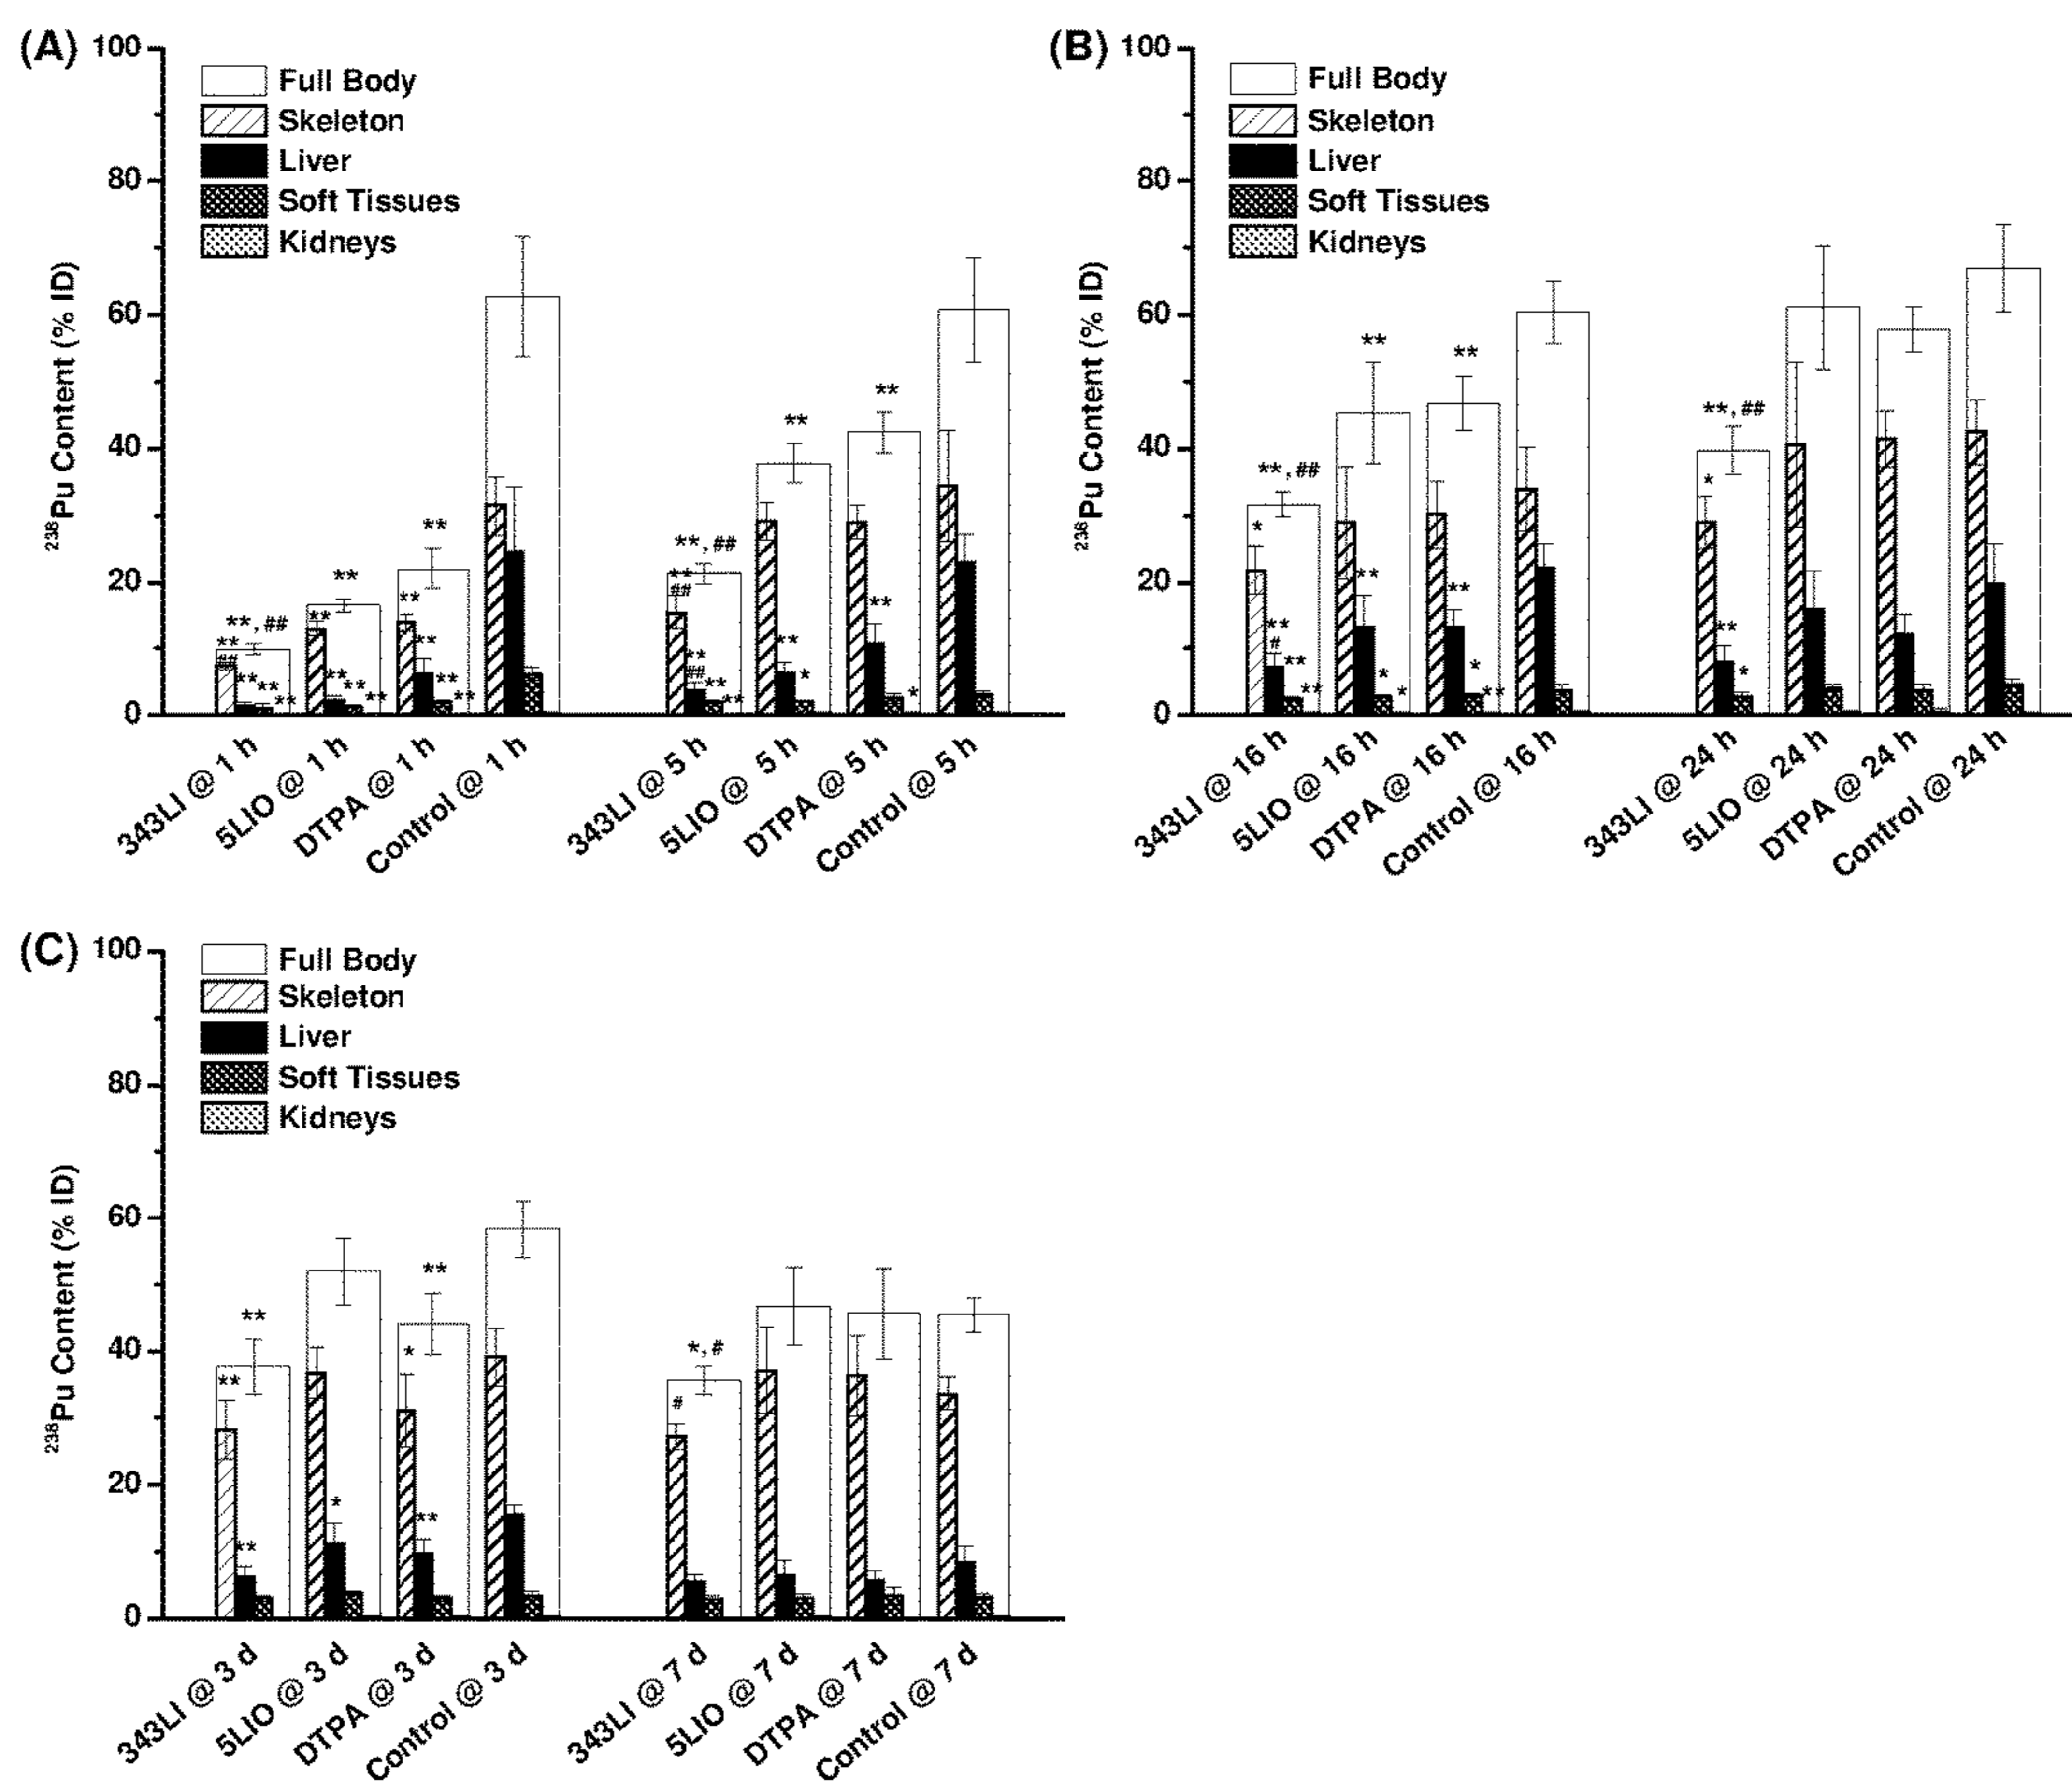 (A)
100
80
60
40
20
0
²³⁸Pu Content (% ID)
Full Body
Skeleton
Liver
Soft Tissues
Kidneys
**,##
**
##
**
**
**
**
**
**
**
**
**
**
**
**
**
**,##
**
##
**
##
**
**
**
**
*
**
**
*
343LI @ 1 h
5LIO @ 1 h
DTPA @ 1 h
Control @ 1 h
343LI @ 5 h
5LIO @ 5 h
DTPA @ 5 h
Control @ 5 h
(B)
100
80
60
40
20
0
²³⁸Pu Content (% ID)
Full Body
Skeleton
Liver
Soft Tissues
Kidneys
**,##
*
**
#
**
**
**
**
*
*
**
**
*
**
**,##
*
**
*
343LI @ 16 h
5LIO @ 16 h
DTPA @ 16 h
Control @ 16 h
343LI @ 24 h
5LIO @ 24 h
DTPA @ 24 h
Control @ 24 h
(C)
100
80
60
40
20
0
²³⁸Pu Content (% ID)
Full Body
Skeleton
Liver
Soft Tissues
Kidneys
**
**
**
*
**
*
**
*,#
#
343LI @ 3 d
5LIO @ 3 d
DTPA @ 3 d
Control @ 3 d
343LI @ 7 d
5LIO @ 7 d
DTPA @ 7 d
Control @ 7 d